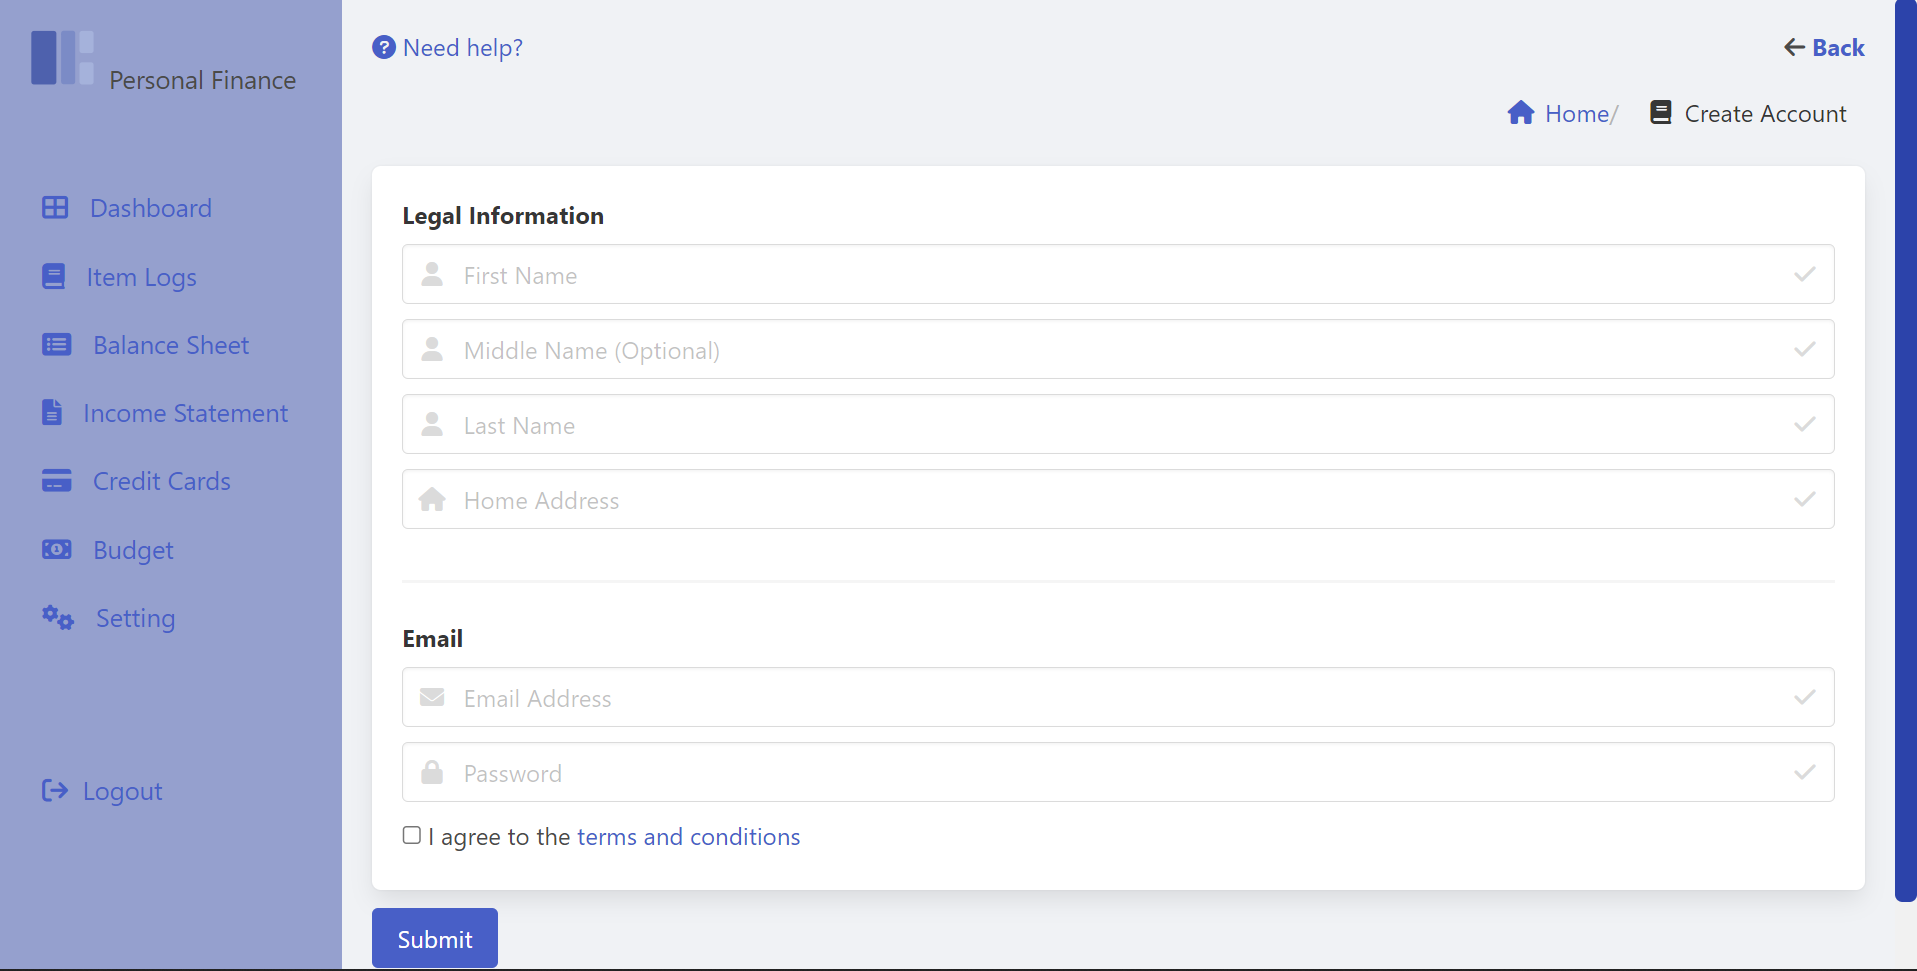 Personal Finance
Dashboard
Item Logs
Balance Sheet
Income Statement
Credit Cards
Budget
Setting
Logout
Need help?
Back
Home/ Create Account
Legal Information
First Name
Middle Name (Optional)
Last Name
Home Address
Email
Email Address
Password
I agree to the terms and conditions
Submit